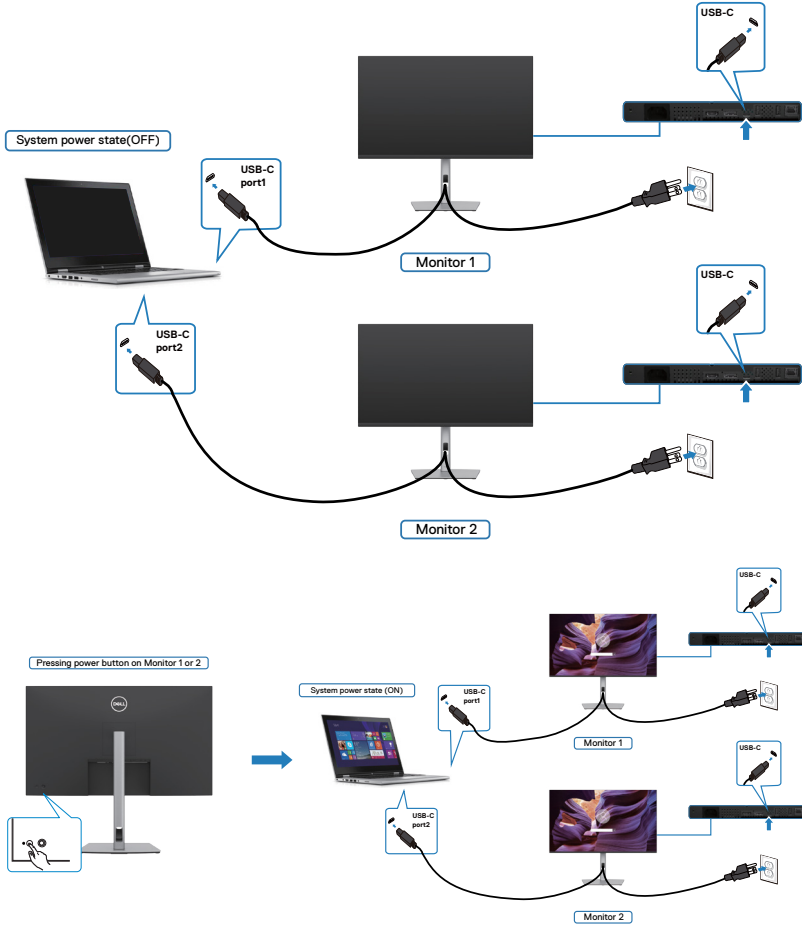 USB-C
System power state(OFF)
USB-C
port1
Monitor 1
USB-C
USB-C
port2
Monitor 2
USB-C
Pressing power button on Monitor 1 or 2
System power state (ON)
USB-C
port1
DELL
Monitor 1
USB-C
USB-C
port2
Monitor 2